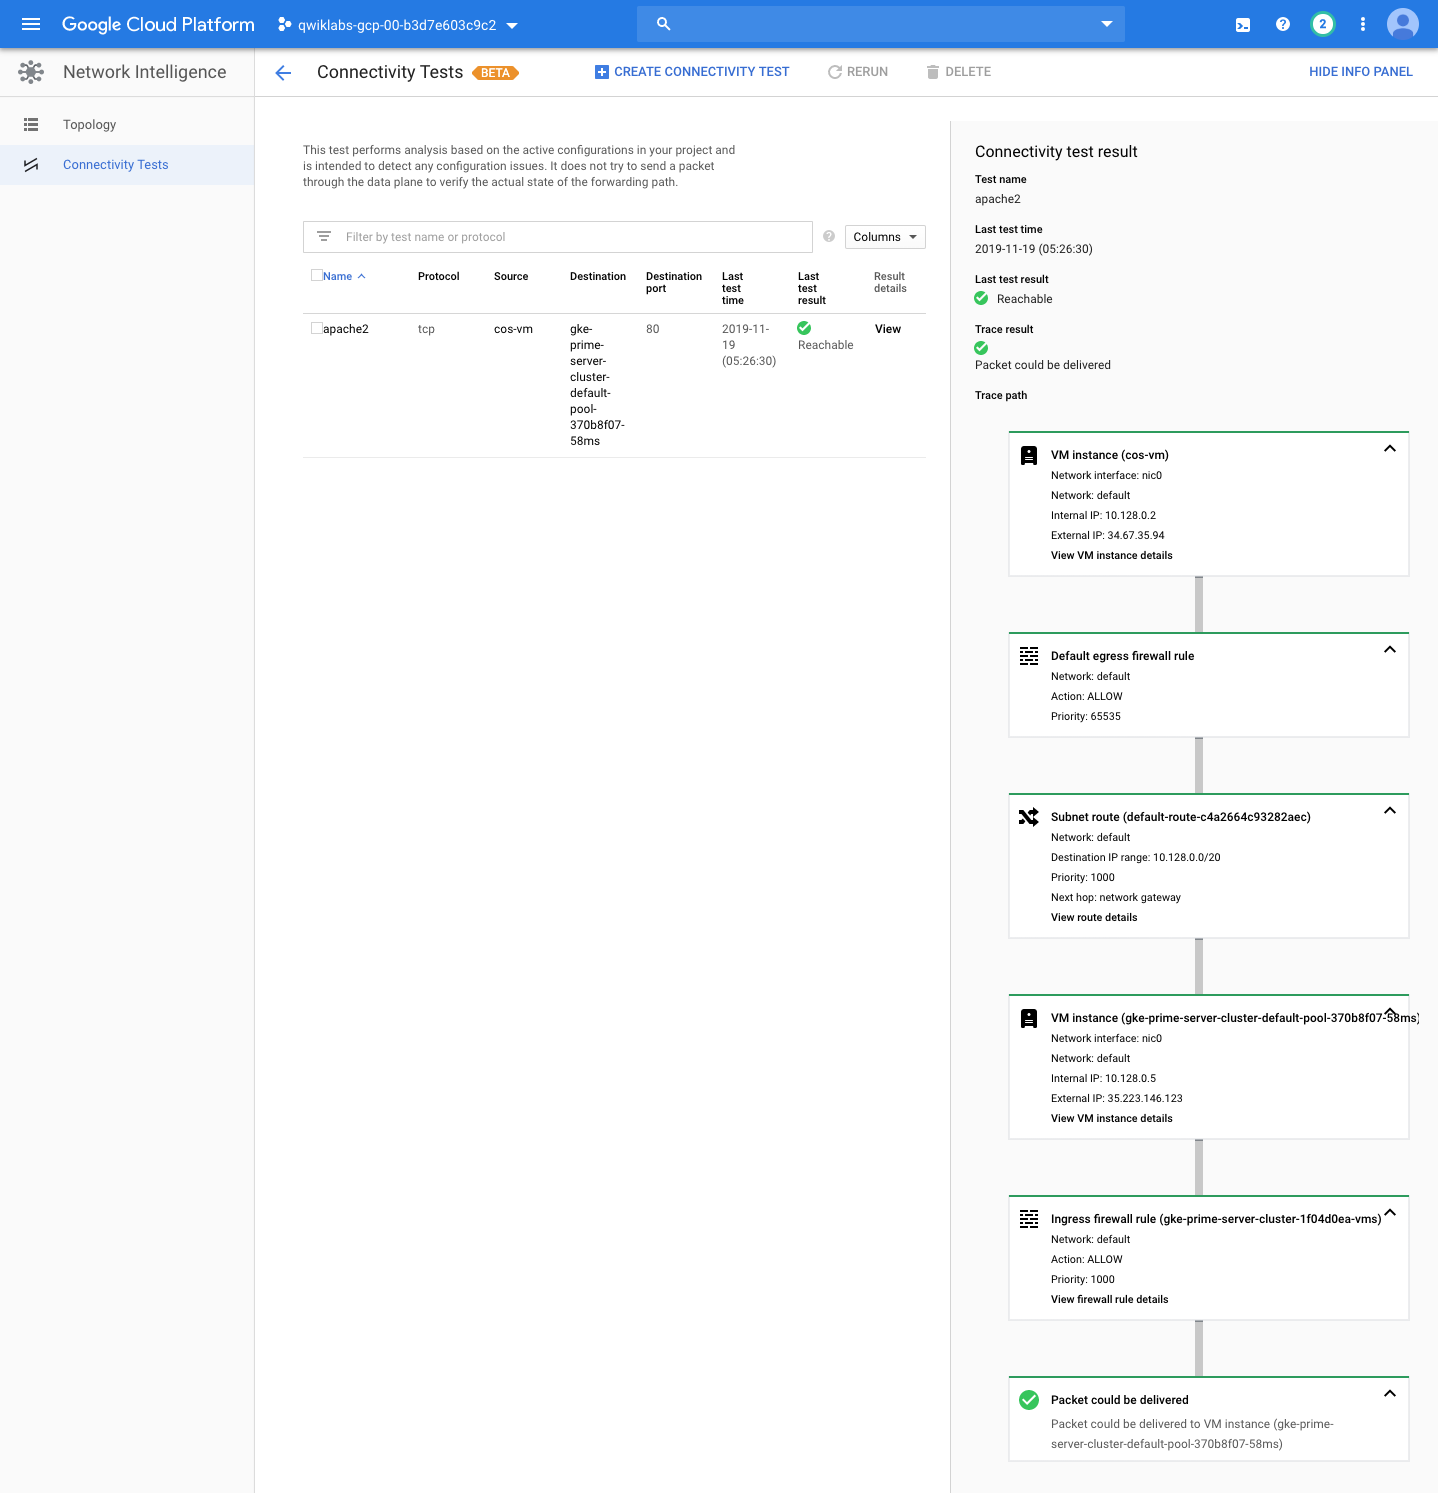 Google Cloud Platform
qwiklabs-gcp-00-b3d7e603c9c2
2
Network Intelligence
Connectivity Tests BETA
CREATE CONNECTIVITY TEST
RERUN
DELETE
HIDE INFO PANEL
Topology
Connectivity Tests
This test performs analysis based on the active configurations in your project and
is intended to detect any configuration issues. It does not try to send a packet
through the data plane to verify the actual state of the forwarding path.
Filter by test name or protocol
Columns
Name
Protocol
Source
Destination
Destination
port
Last
test
time
Last
test
result
Result
details
apache2
tcp
cos-vm
gke-
prime-
server-
cluster-
default-
pool-
370b8f07-
58ms
80
2019-11-
19
(05:26:30)
Reachable
View
Connectivity test result
Test name
apache2
Last test time
2019-11-19 (05:26:30)
Last test result
Reachable
Trace result
Packet could be delivered
Trace path
VM instance (cos-vm)
Network interface: nic0
Network: default
Internal IP: 10.128.0.2
External IP: 34.67.35.94
View VM instance details
Default egress firewall rule
Network: default
Action: ALLOW
Priority: 65535
Subnet route (default-route-c4a2664c93282aec)
Network: default
Destination IP range: 10.128.0.0/20
Priority: 1000
Next hop: network gateway
View route details
VM instance (gke-prime-server-cluster-default-pool-370b8f07-58ms)
Network interface: nic0
Network: default
Internal IP: 10.128.0.5
External IP: 35.223.146.123
View VM instance details
Ingress firewall rule (gke-prime-server-cluster-1f04d0ea-vms)
Network: default
Action: ALLOW
Priority: 1000
View firewall rule details
Packet could be delivered
Packet could be delivered to VM instance (gke-prime-
server-cluster-default-pool-370b8f07-58ms)